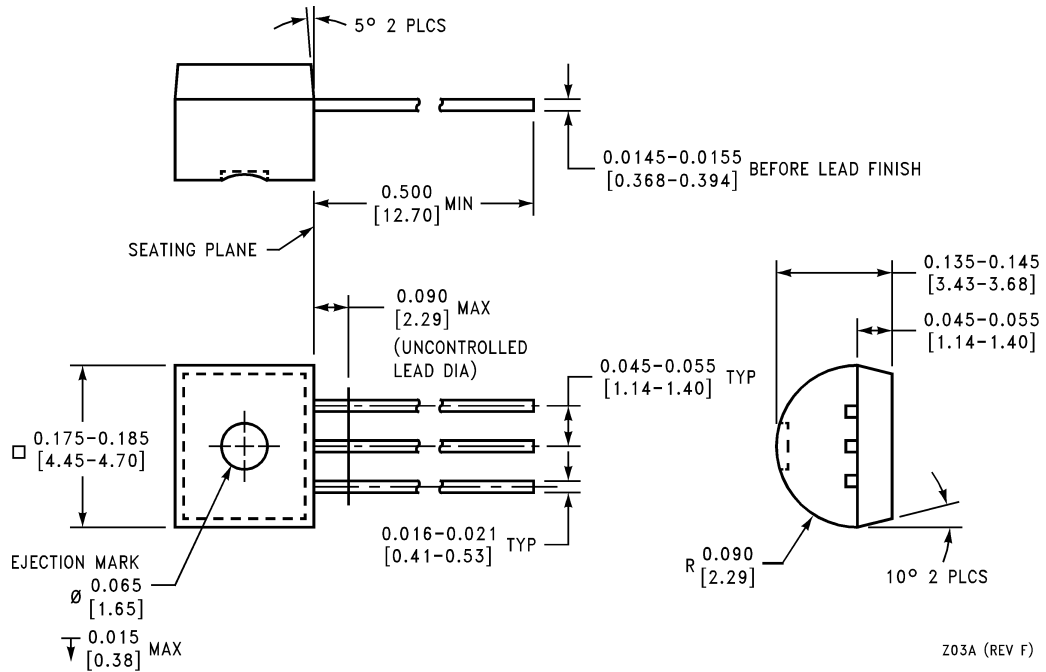 5° 2 PLCS
0.0145-0.0155
[0.368-0.394]
BEFORE LEAD FINISH
0.500
[12.70]
MIN
SEATING PLANE
0.135-0.145
[3.43-3.68]
0.045-0.055
[1.14-1.40]
0.090
[2.29]
MAX
(UNCONTROLLED
LEAD DIA)
0.045-0.055
[1.14-1.40]
TYP
□ 0.175-0.185
[4.45-4.70]
0.016-0.021
[0.41-0.53]
TYP
EJECTION MARK
Ø 0.065
[1.65]
↧ 0.015
[0.38]
MAX
R 0.090
[2.29]
10° 2 PLCS
Z03A (REV F)